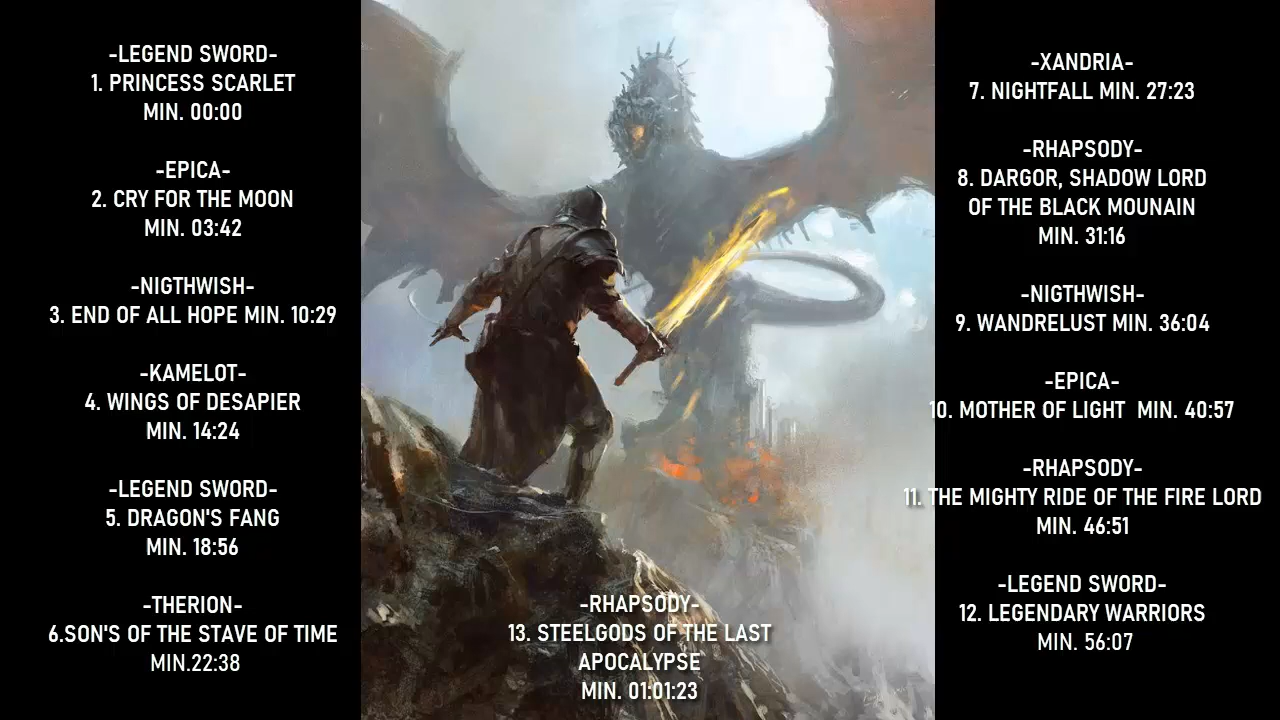 -LEGEND SWORD-
1. PRINCESS SCARLET
MIN. 00:00
-EPICA-
2. CRY FOR THE MOON
MIN. 03:42
-NIGTHWISH-
3. END OF ALL HOPE MIN. 10:29
-KAMELOT-
4. WINGS OF DESAPIER
MIN. 14:24
-LEGEND SWORD-
5. DRAGON'S FANG
MIN. 18:56
-THERION-
6.SON'S OF THE STAVE OF TIME
MIN.22:38
-XANDRIA-
7. NIGHTFALL MIN. 27:23
-RHAPSODY-
8. DARGOR, SHADOW LORD
OF THE BLACK MOUNAIN
MIN. 31:16
-NIGTHWISH-
9. WANDRELUST MIN. 36:04
-EPICA-
10. MOTHER OF LIGHT  MIN. 40:57
-RHAPSODY-
11. THE MIGHTY RIDE OF THE FIRE LORD
MIN. 46:51
-LEGEND SWORD-
12. LEGENDARY WARRIORS
MIN. 56:07
-RHAPSODY-
13. STEELGODS OF THE LAST
APOCALYPSE
MIN. 01:01:23